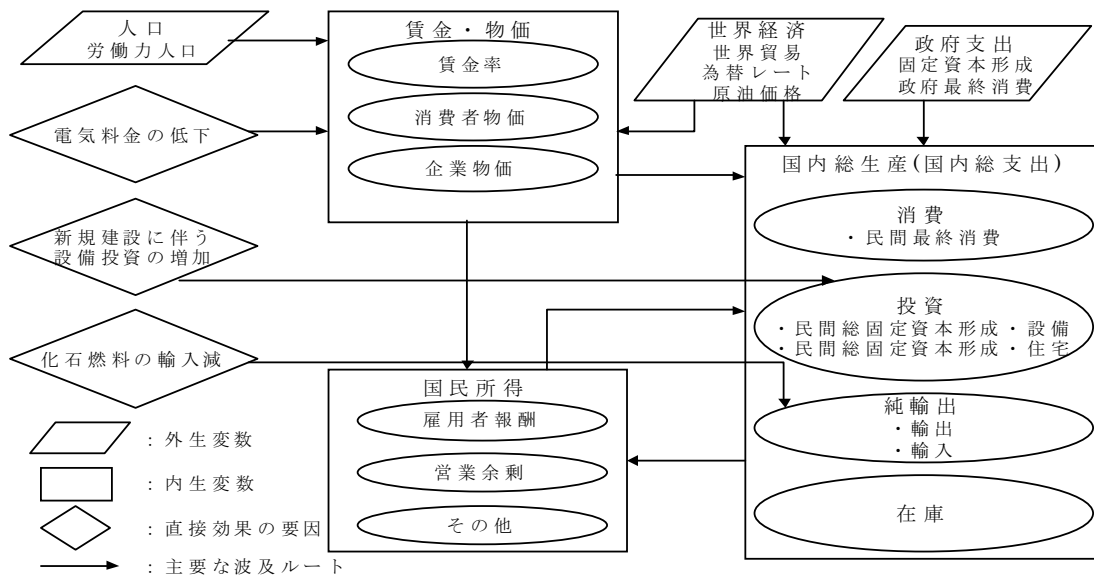 人口
労働力人口
賃金・物価
賃金率
消費者物価
企業物価
世界経済
世界貿易
為替レート
原油価格
政府支出
固定資本形成
政府最終消費
電気料金の低下
新規建設に伴う
設備投資の増加
化石燃料の輸入減
国内総生産(国内総支出)
消費
・民間最終消費
投資
・民間総固定資本形成・設備
・民間総固定資本形成・住宅
純輸出
・輸出
・輸入
在庫
国民所得
雇用者報酬
営業余剰
その他
：外生変数
：内生変数
：直接効果の要因
：主要な波及ルート